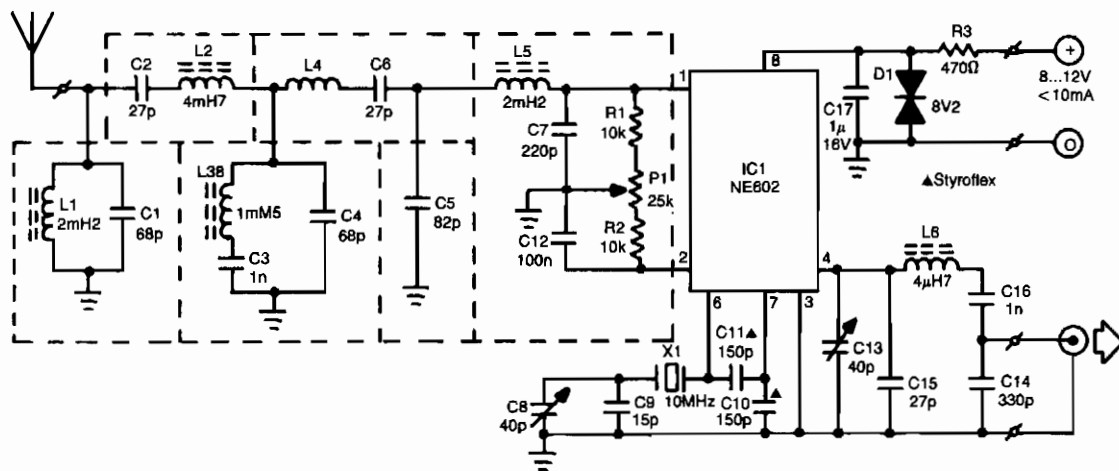 C2
27p
L2
4mH7
L4
C6
27p
L5
2mH2
1
8
R3
470Ω
+
8...12V
<10mA
D1
8V2
C17
1μ
16V
O
R1
10k
C7
220p
P1
25k
IC1
NE602
▲Styroflex
L1
2mH2
C1
68p
L38
1mM5
C4
68p
C3
1n
C5
82p
C12
100n
R2
10k
2
4
L6
4μH7
C16
1n
6
7
3
C11▲
150p
X1
10MHz
C13
40p
C8
40p
C9
15p
C10
▲
150p
C15
27p
C14
330p